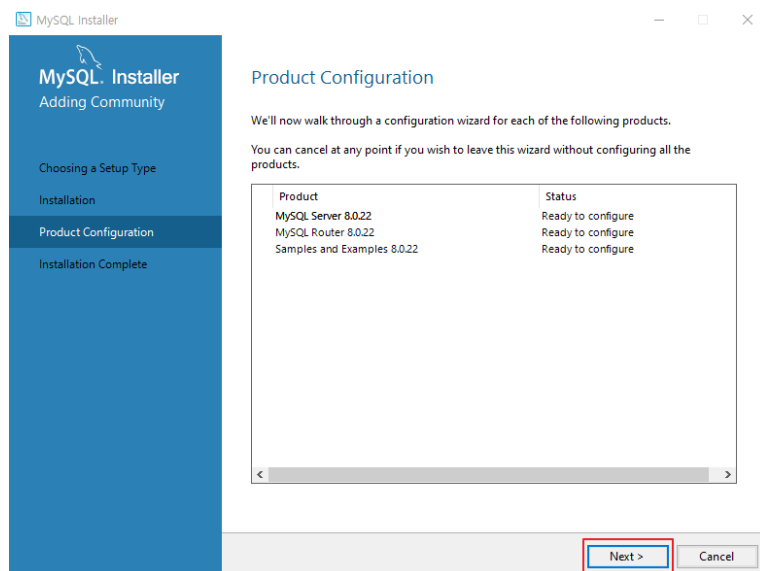 MySQL Installer
MySQL. Installer
Adding Community
Choosing a Setup Type
Installation
Product Configuration
Installation Complete
Product Configuration
We'll now walk through a configuration wizard for each of the following products.
You can cancel at any point if you wish to leave this wizard without configuring all the
products.
Product Status
MySQL Server 8.0.22 Ready to configure
MySQL Router 8.0.22 Ready to configure
Samples and Examples 8.0.22 Ready to configure
Next > Cancel